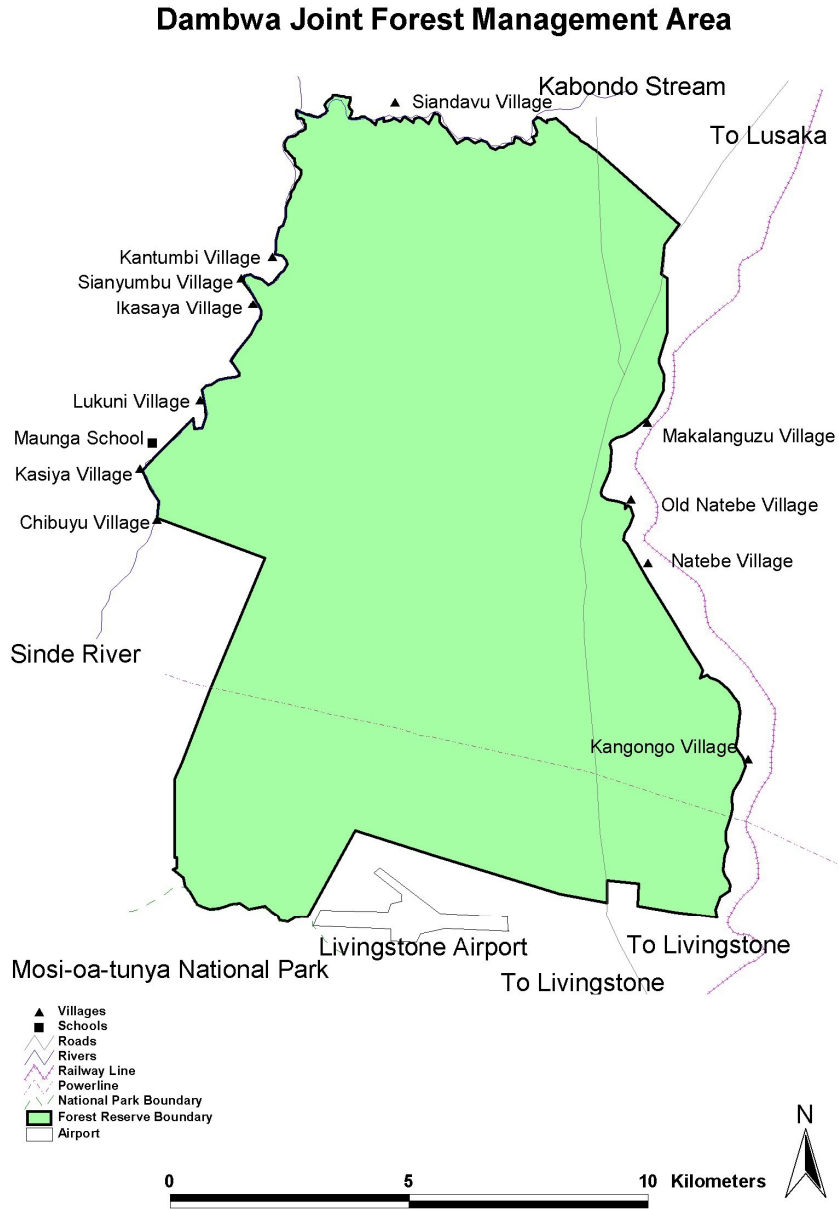 Dambwa Joint Forest Management Area
Kabondo Stream
Siandavu Village
To Lusaka
Kantumbi Village
Sianyumbu Village
Ikasaya Village
Lukuni Village
Makalanguzu Village
Maunga School
Kasiya Village
Old Natebe Village
Chibuyu Village
Natebe Village
Sinde River
Kangongo Village
Livingstone Airport
To Livingstone
Mosi-oa-tunya National Park
To Livingstone
Villages
Schools
Roads
Rivers
Railway Line
Powerline
National Park Boundary
Forest Reserve Boundary
Airport
N
0 5 10 Kilometers